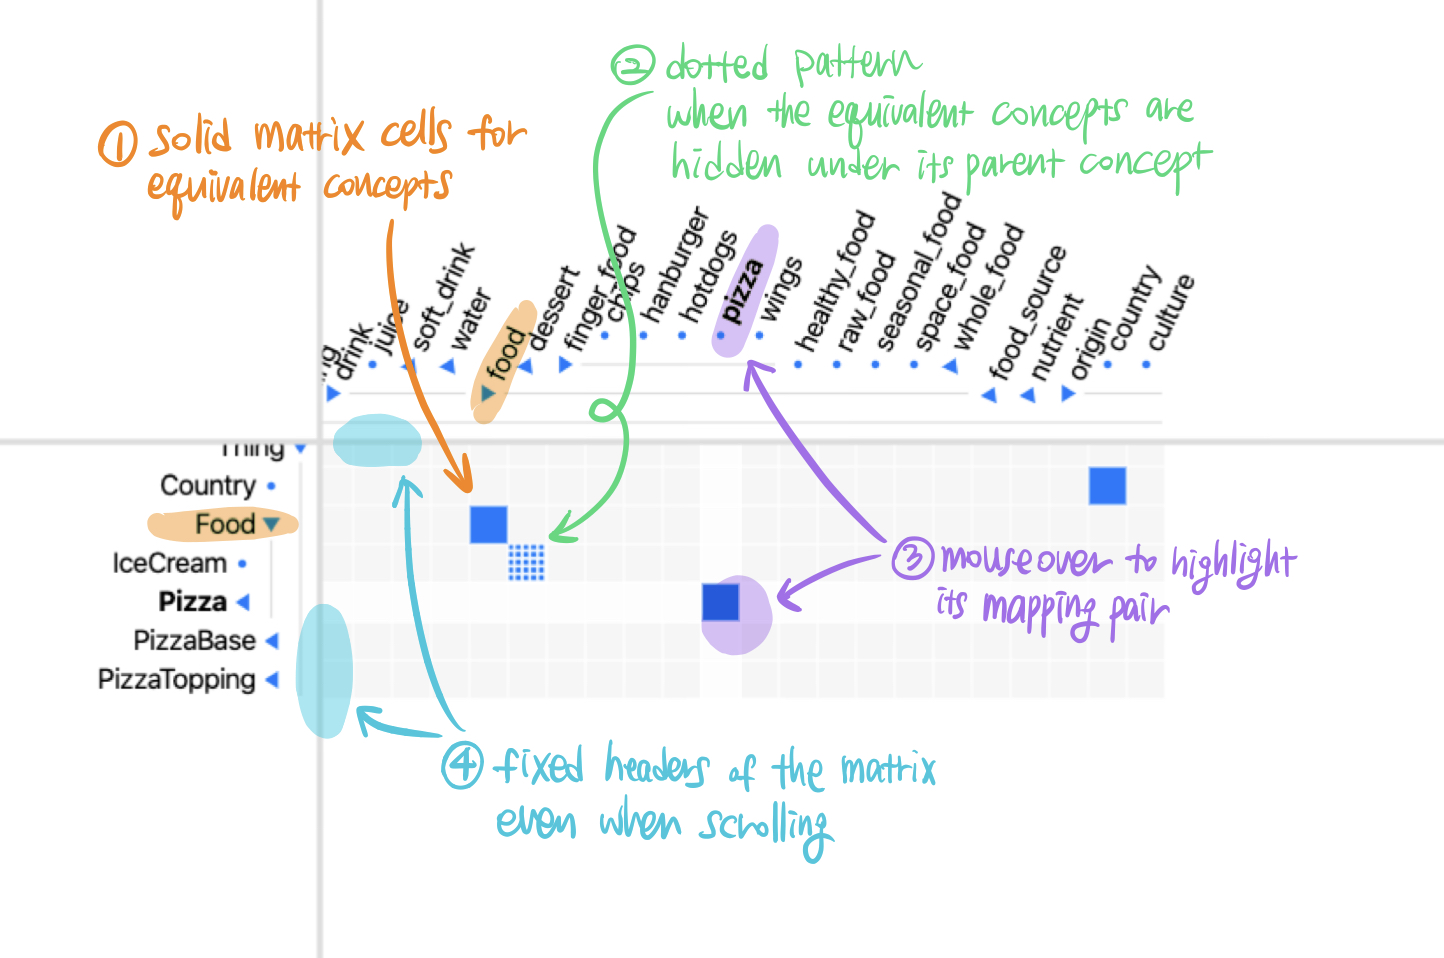 ② dotted pattern
when the equivalent concepts are
hidden under its parent concept
① solid matrix cells for
equivalent concepts
drink
juice
soft_drink
water
food
dessert
finger_food
chips
hanburger
hotdogs
pizza
wings
healthy_food
raw_food
seasonal_food
space_food
whole_food
food_source
nutrient
origin
country
culture
Thing
Country
Food
IceCream
Pizza
PizzaBase
PizzaTopping
③ mouseover to highlight
its mapping pair
④ fixed headers of the matrix
even when scrolling